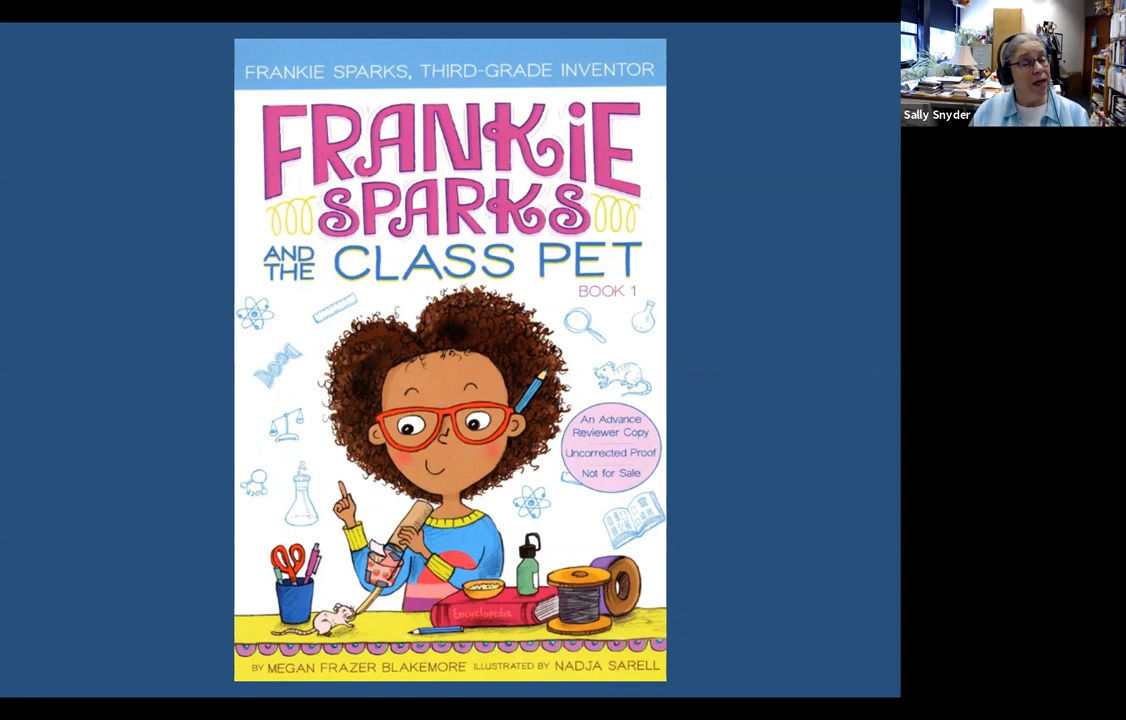 FRANKIE SPARKS, THIRD-GRADE INVENTOR
FRANKIE
SPARKS
AND THE CLASS PET
BOOK 1
An Advance
Reviewer Copy
Uncorrected Proof
Not for Sale
H2O
Encyclopedia
BY MEGAN FRAZER BLAKEMORE ILLUSTRATED BY NADJA SARELL
Sally Snyder